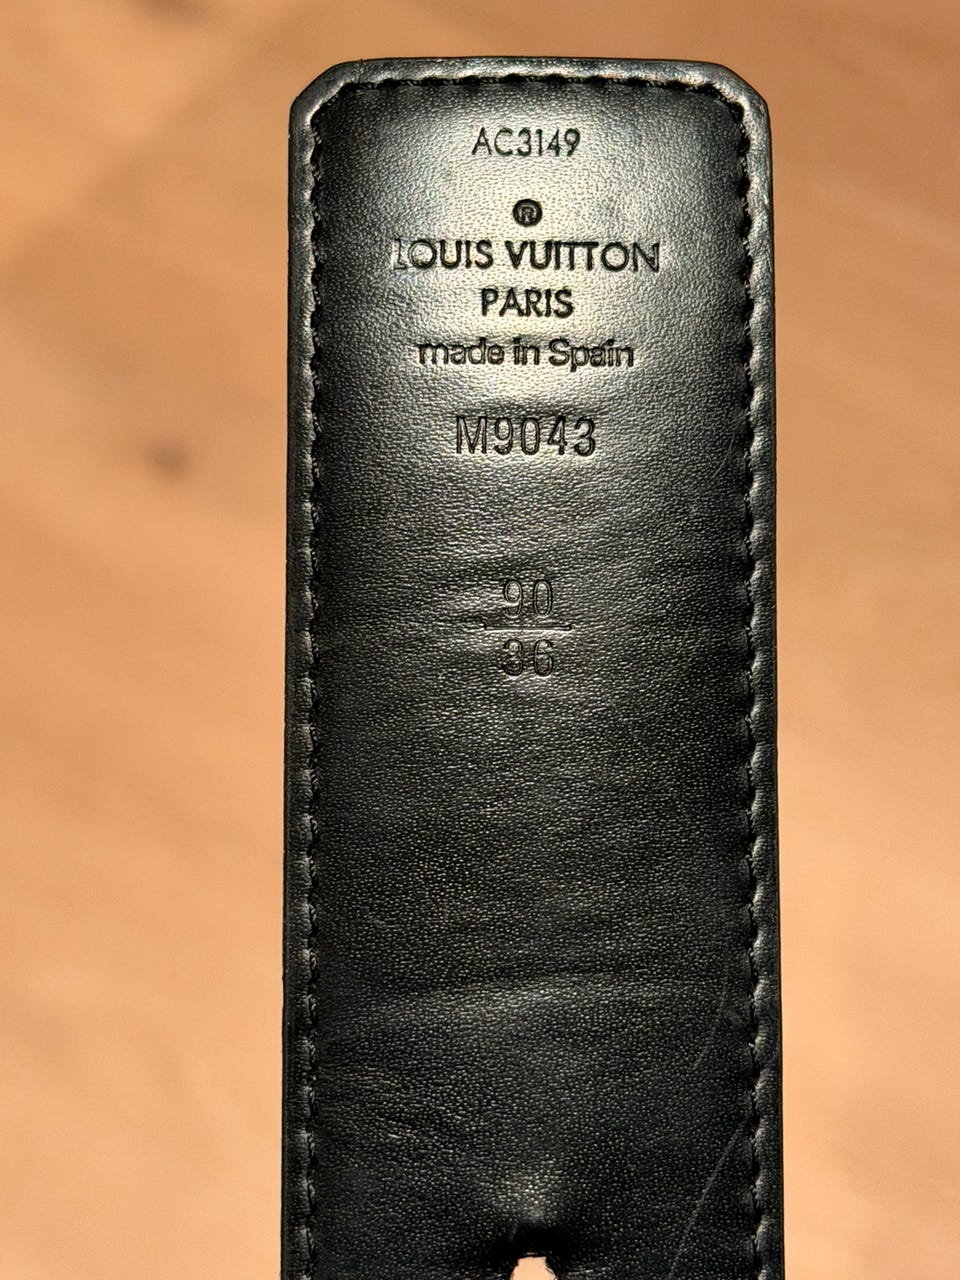 AC3149
®
LOUIS VUITTON
PARIS
made in Spain
M9043
90
36